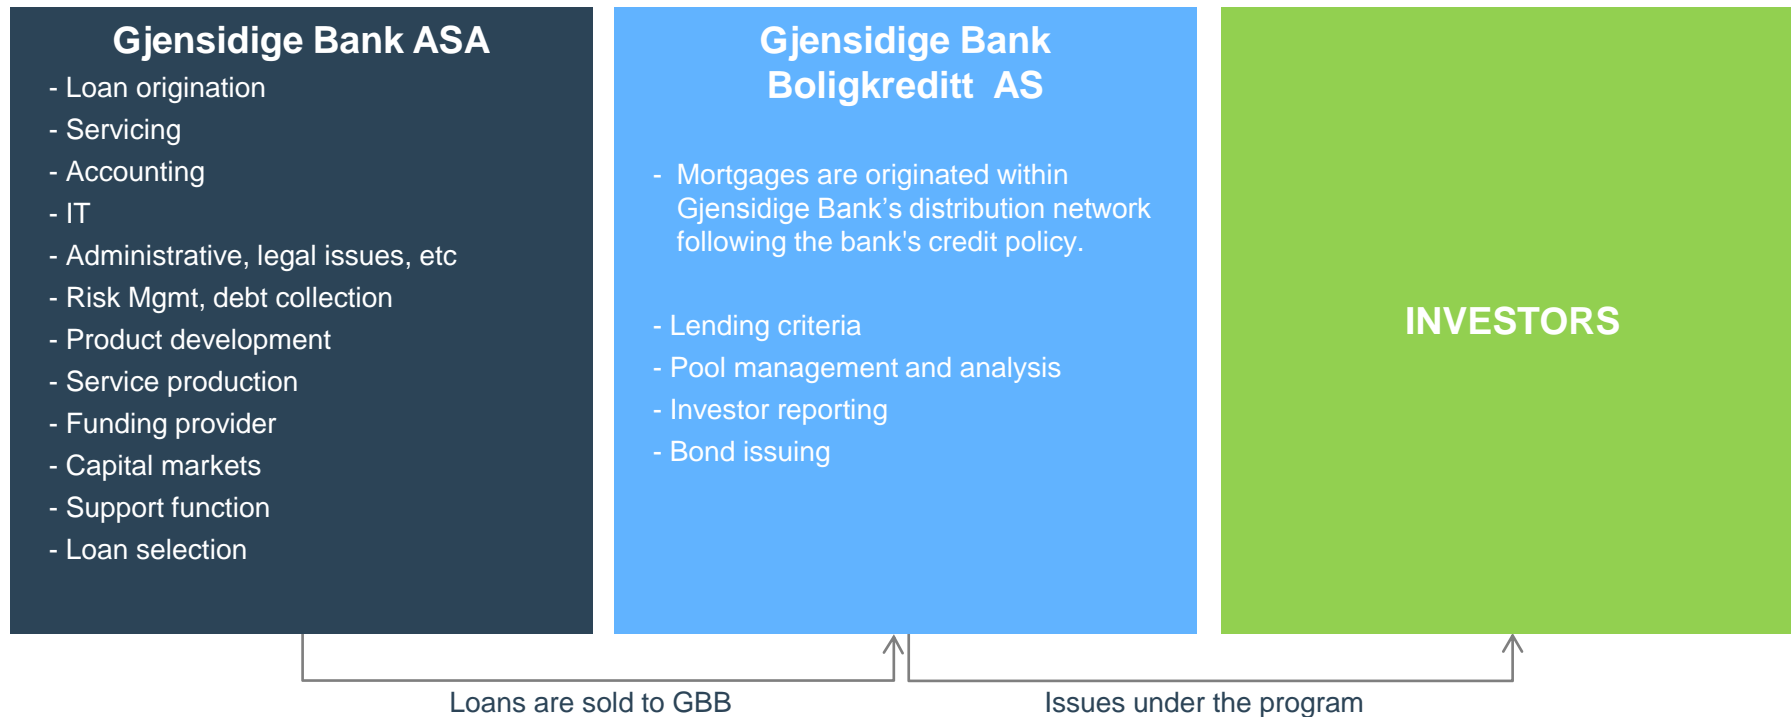 Gjensidige Bank ASA
- Loan origination
- Servicing
- Accounting
- IT
- Administrative, legal issues, etc
- Risk Mgmt, debt collection
- Product development
- Service production
- Funding provider
- Capital markets
- Support function
- Loan selection
Gjensidige Bank
Boligkreditt AS
- Mortgages are originated within
Gjensidige Bank’s distribution network
following the bank's credit policy.
- Lending criteria
- Pool management and analysis
- Investor reporting
- Bond issuing
INVESTORS
Loans are sold to GBB
Issues under the program